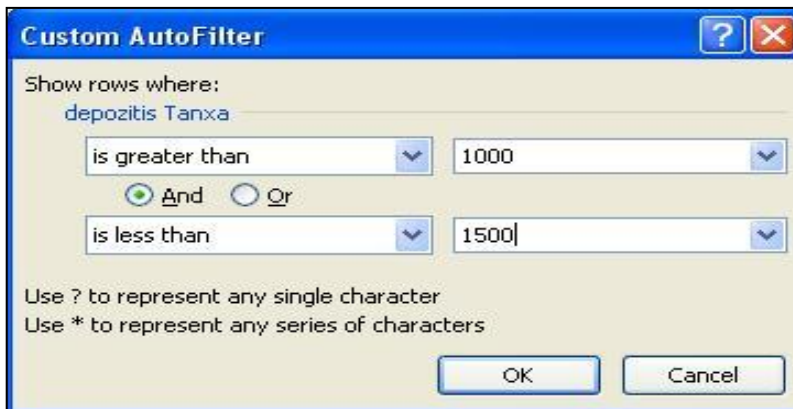 Custom AutoFilter
Show rows where:
depozitis Tanxa
is greater than 1000
And Or
is less than 1500
Use ? to represent any single character
Use * to represent any series of characters
OK Cancel